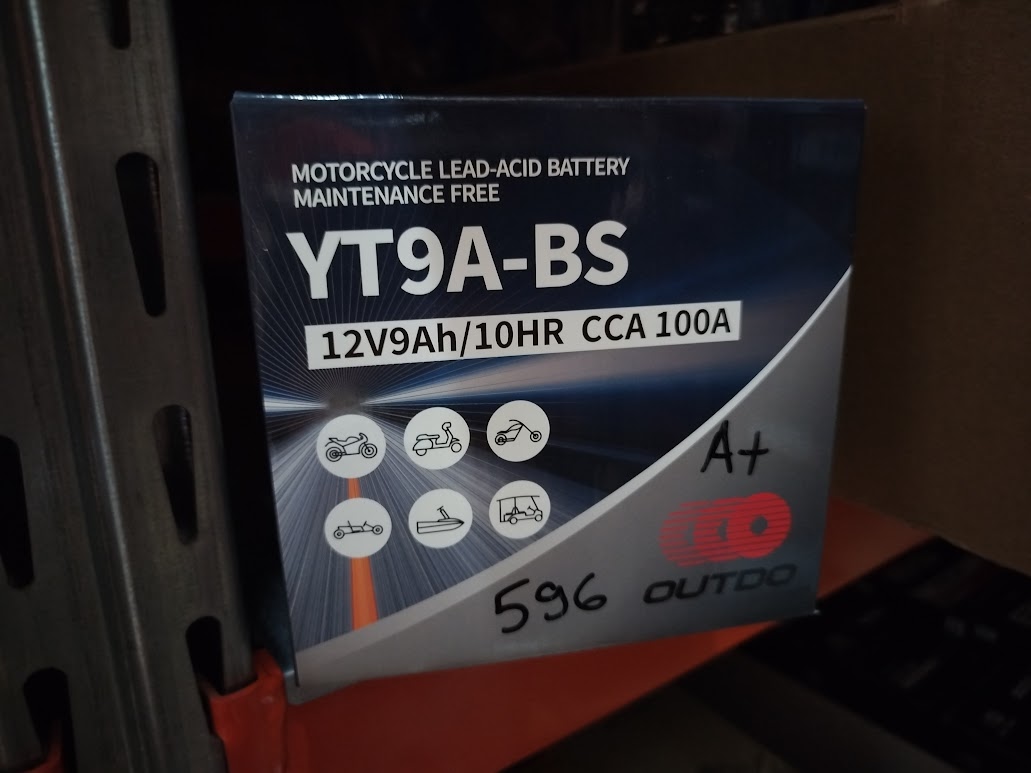 MOTORCYCLE LEAD-ACID BATTERY
MAINTENANCE FREE
YT9A-BS
12V9Ah/10HR CCA 100A
A+
OUTDO
596